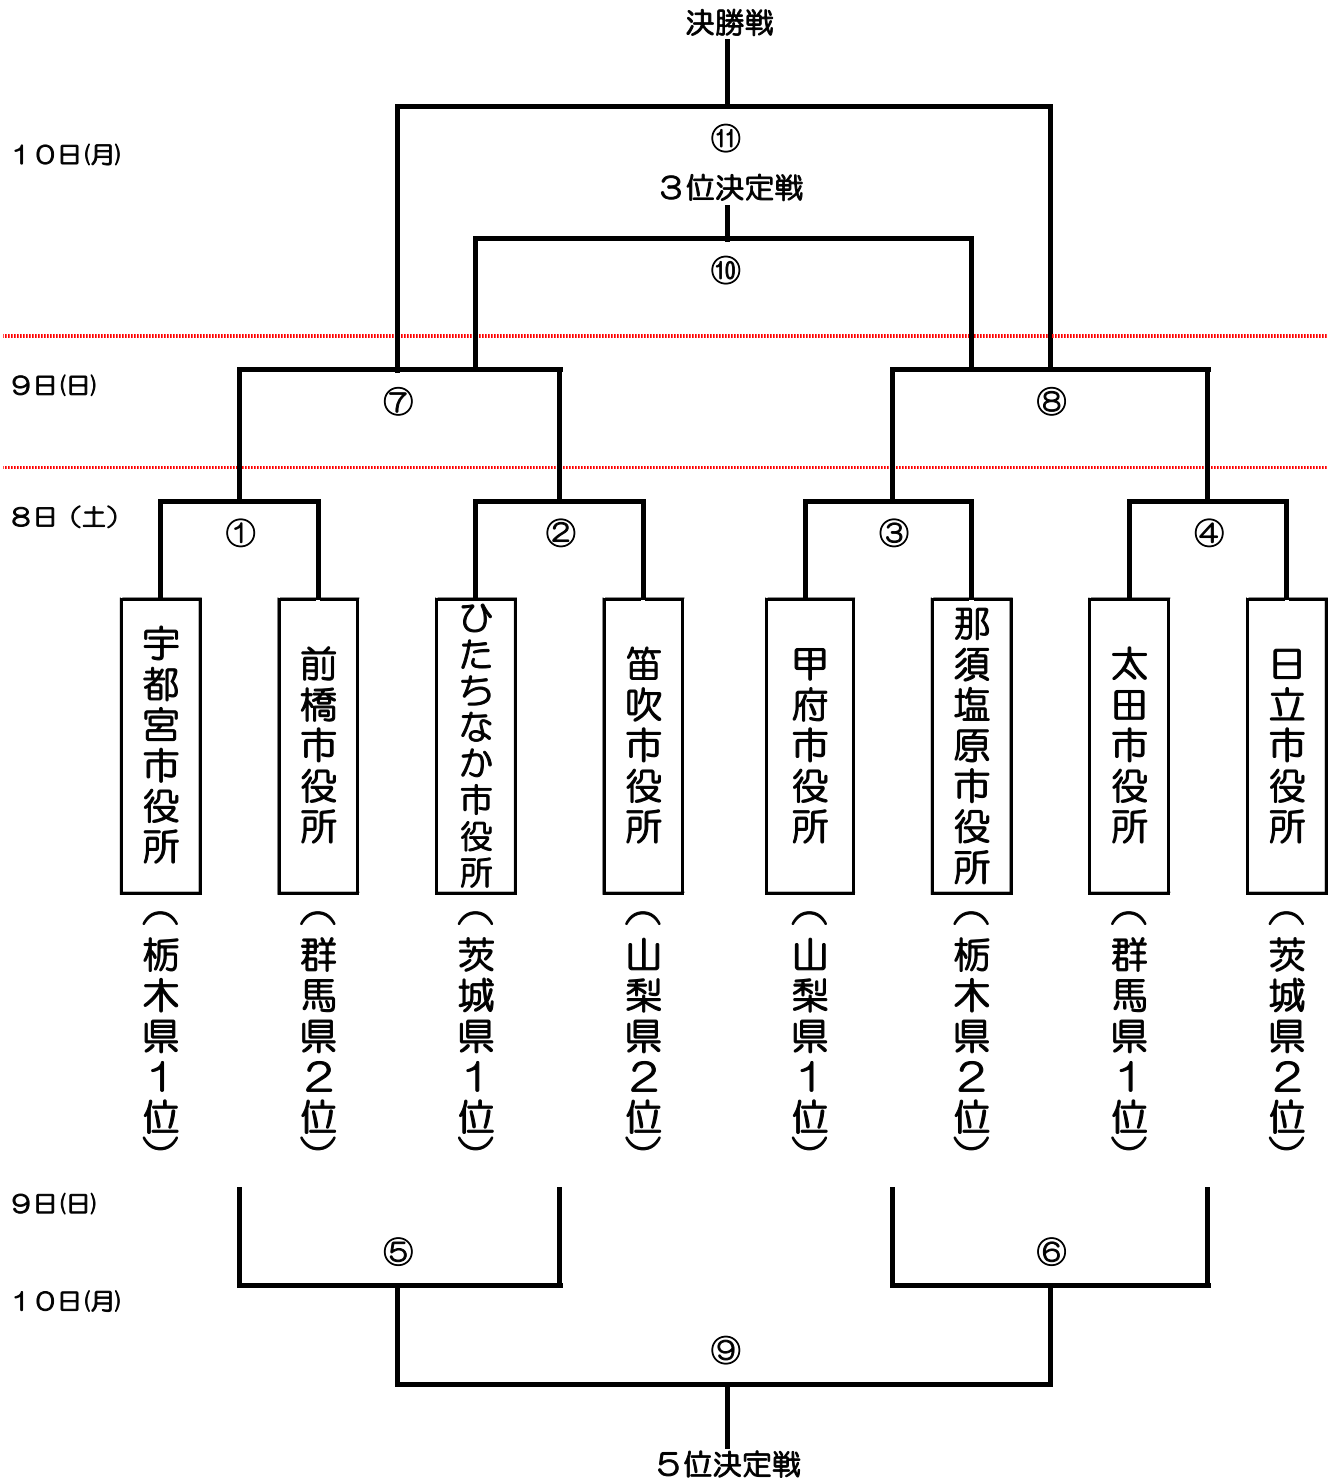 決勝戦
⑪
10日(月)
3位決定戦
⑩
9日(日)
⑦
⑧
8日（土）
①
②
③
④
宇都宮市役所
（栃木県1位）
前橋市役所
（群馬県2位）
ひたちなか市役所
（茨城県1位）
笛吹市役所
（山梨県2位）
甲府市役所
（山梨県1位）
那須塩原市役所
（栃木県2位）
太田市役所
（群馬県1位）
日立市役所
（茨城県2位）
9日(日)
⑤
⑥
10日(月)
⑨
5位決定戦